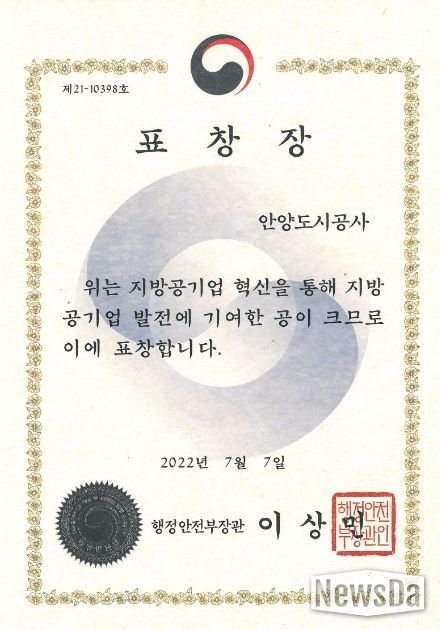 제21-10398호
표 창 장
안양도시공사
위는 지방공기업 혁신을 통해 지방
공기업 발전에 기여한 공이 크므로
이에 표창합니다.
2022년 7월 7일
행정안전부장관 이 상 민
행정안전
부장관인
NewsDa